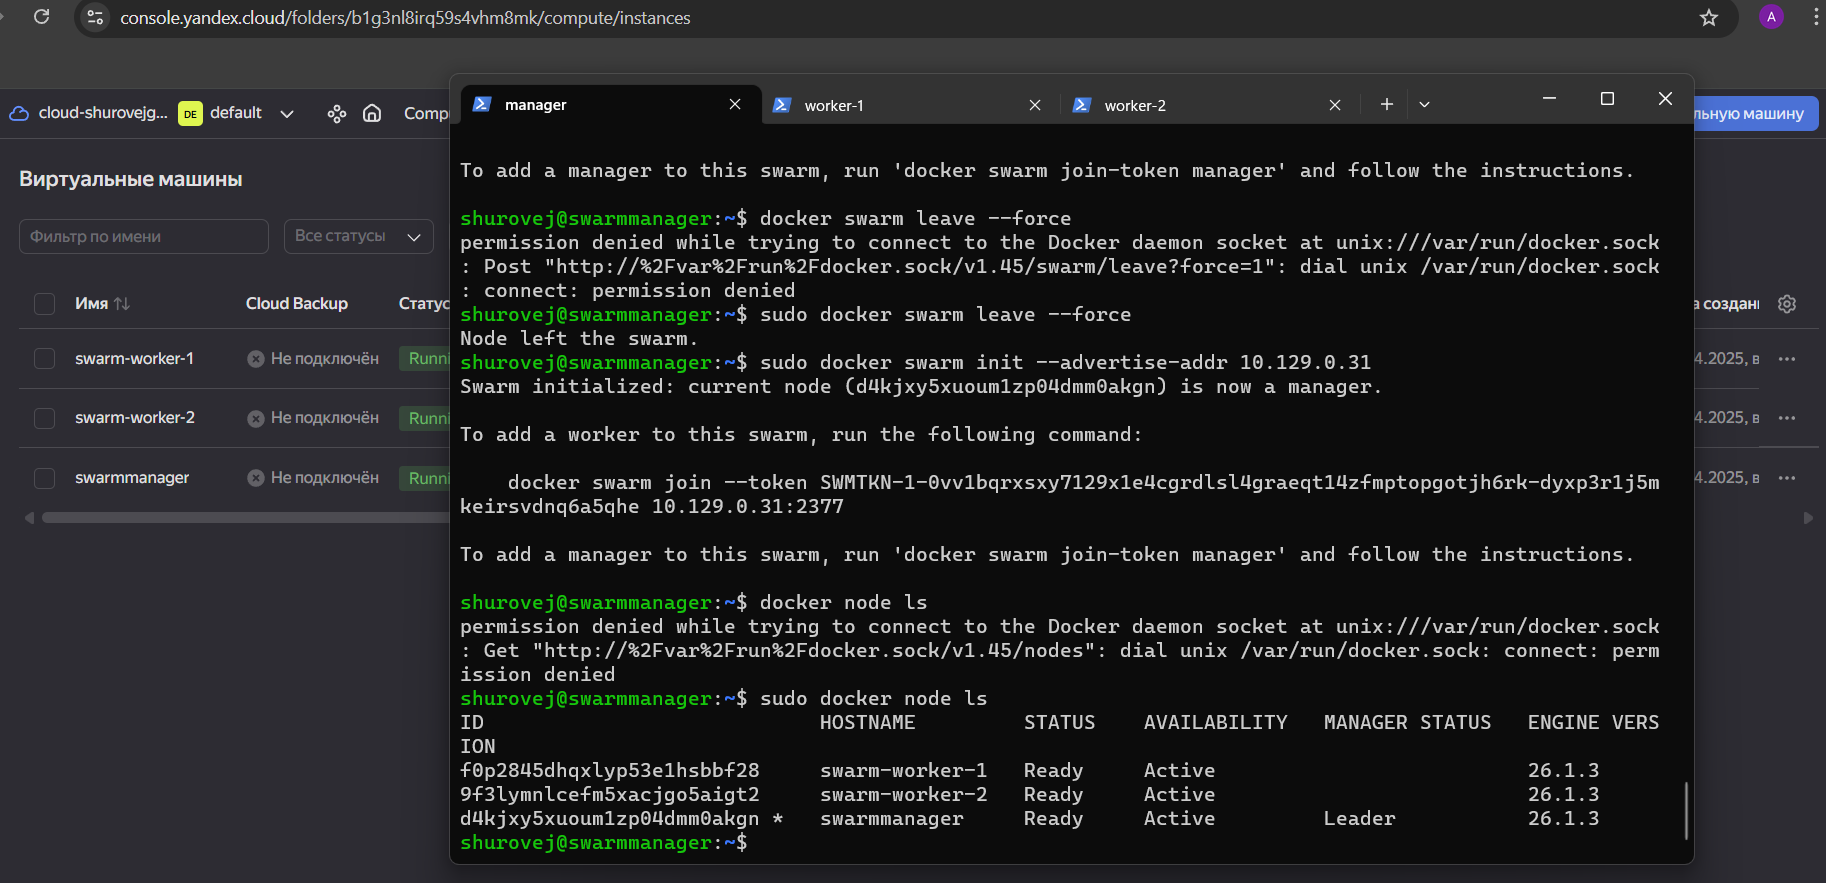 console.yandex.cloud/folders/b1g3nl8irq59s4vhm8mk/compute/instances
A
manager
worker-1
worker-2
cloud-shurovejg...
DE
default
Comp
льную машину
Виртуальные машины
Фильтр по имени
Все статусы
Имя
Cloud Backup
Статус
а создан
swarm-worker-1
Не подключён
Runni
4.2025, в
swarm-worker-2
Не подключён
Runni
4.2025, в
swarmmanager
Не подключён
Runni
4.2025, в
To add a manager to this swarm, run 'docker swarm join-token manager' and follow the instructions.
shurovej@swarmmanager:~$ docker swarm leave --force
permission denied while trying to connect to the Docker daemon socket at unix:///var/run/docker.sock
: Post "http://%2Fvar%2Frun%2Fdocker.sock/v1.45/swarm/leave?force=1": dial unix /var/run/docker.sock
: connect: permission denied
shurovej@swarmmanager:~$ sudo docker swarm leave --force
Node left the swarm.
shurovej@swarmmanager:~$ sudo docker swarm init --advertise-addr 10.129.0.31
Swarm initialized: current node (d4kjxy5xuoum1zp04dmm0akgn) is now a manager.
To add a worker to this swarm, run the following command:
docker swarm join --token SWMTKN-1-0vv1bqrxsxy7129x1e4cgrdlsl4graeqt14zfmptopgotjh6rk-dyxp3r1j5m
keirsvdnq6a5qhe 10.129.0.31:2377
To add a manager to this swarm, run 'docker swarm join-token manager' and follow the instructions.
shurovej@swarmmanager:~$ docker node ls
permission denied while trying to connect to the Docker daemon socket at unix:///var/run/docker.sock
: Get "http://%2Fvar%2Frun%2Fdocker.sock/v1.45/nodes": dial unix /var/run/docker.sock: connect: perm
ission denied
shurovej@swarmmanager:~$ sudo docker node ls
ID HOSTNAME STATUS AVAILABILITY MANAGER STATUS ENGINE VERS
ION
f0p2845dhqxlyp53e1hsbbf28 swarm-worker-1 Ready Active 26.1.3
9f3lymnlcefm5xacjgo5aigt2 swarm-worker-2 Ready Active 26.1.3
d4kjxy5xuoum1zp04dmm0akgn * swarmmanager Ready Active Leader 26.1.3
shurovej@swarmmanager:~$